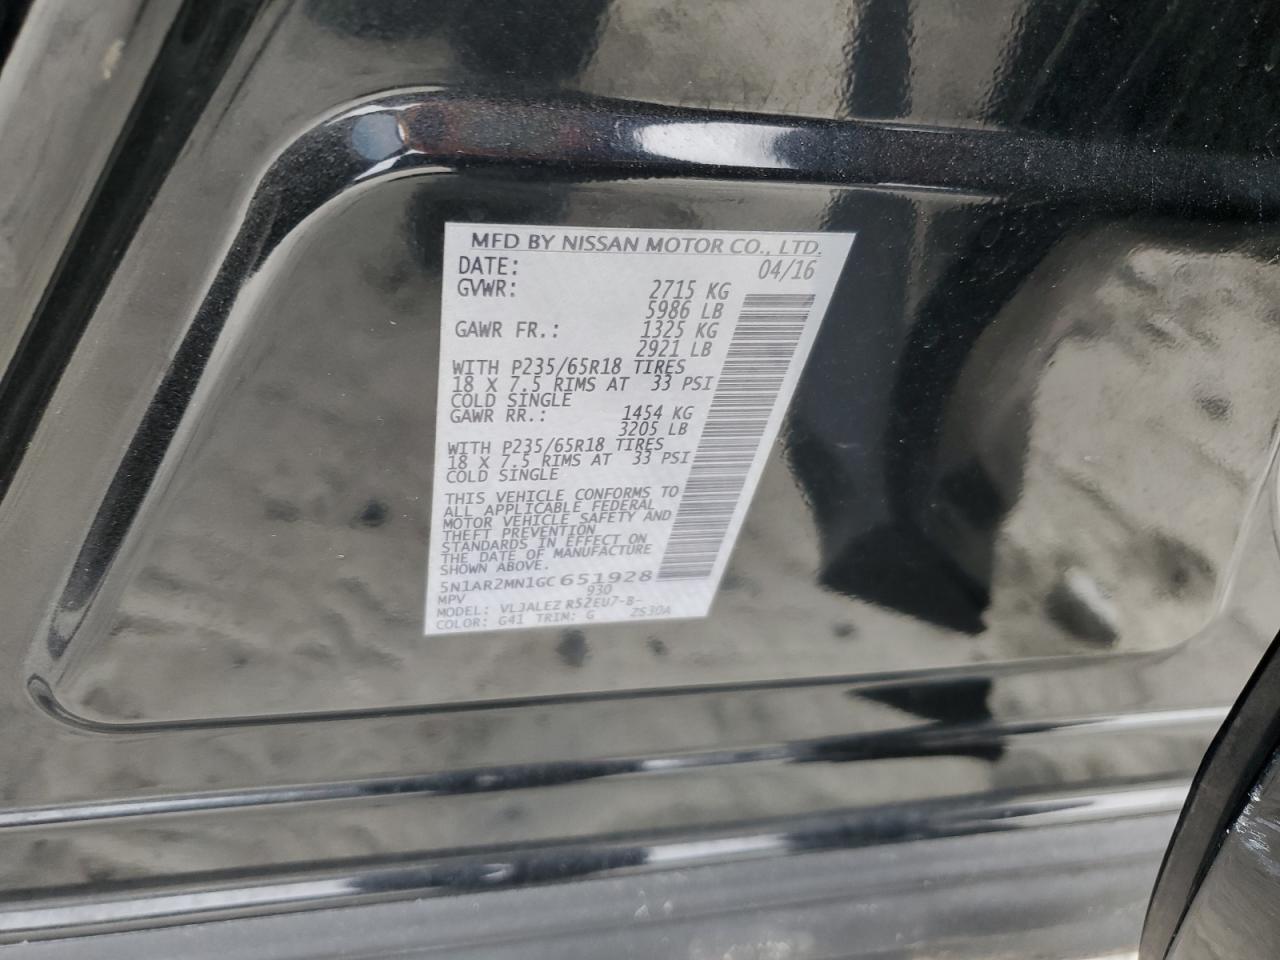 MFD BY NISSAN MOTOR CO., LTD.
DATE: 04/16
GVWR: 2715 KG
5986 LB
GAWR FR.: 1325 KG
2921 LB
WITH P235/65R18 TIRES
18 X 7.5 RIMS AT 33 PSI
COLD SINGLE
GAWR RR.: 1454 KG
3205 LB
WITH P235/65R18 TIRES
18 X 7.5 RIMS AT 33 PSI
COLD SINGLE
THIS VEHICLE CONFORMS TO
ALL APPLICABLE FEDERAL
MOTOR VEHICLE SAFETY AND
THEFT PREVENTION
STANDARDS IN EFFECT ON
THE DATE OF MANUFACTURE
SHOWN ABOVE.
5N1AR2MN1GC651928
MPV 930
MODEL: VLJALEZ R52EU7-B-
COLOR: G41 TRIM: G ZS30A